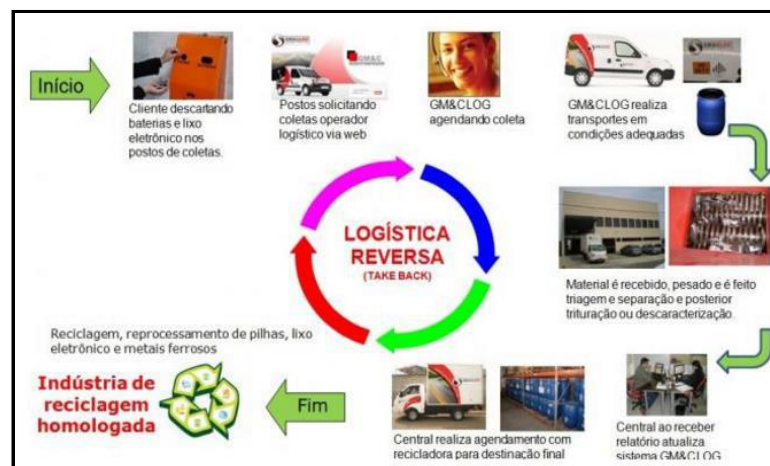 Início
Cliente descartando
baterias e lixo
eletrônico nos
postos de coletas.
GM&C
Postos solicitando
coletas operador
logístico via web
GM&CLOG
agendando coleta
GM&CLOG realiza
transportes em
condições adequadas
LOGÍSTICA
REVERSA
(TAKE BACK)
Material é recebido, pesado e é feito
triagem e separação e posterior
trituração ou descaracterização.
Reciclagem, reprocessamento de pilhas, lixo
eletrônico e metais ferrosos
Indústria de
reciclagem
homologada
Fim
Central realiza agendamento com
recicladora para destinação final
Central ao receber
relatório atualiza
sistema GM&CLOG